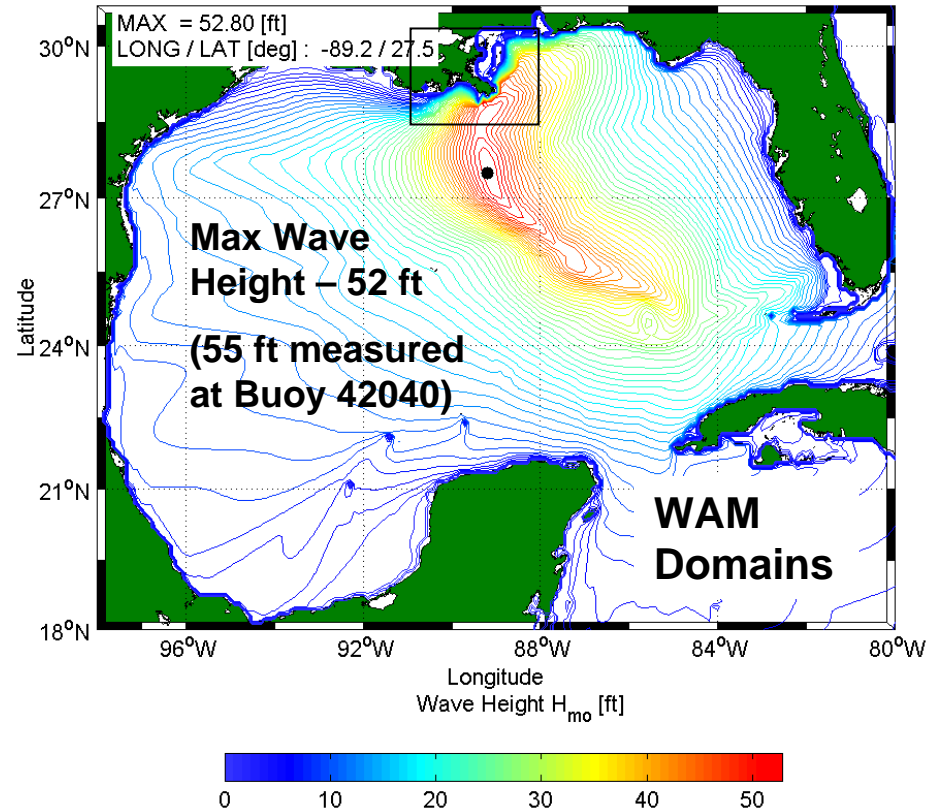 MAX = 52.80 [ft]
LONG / LAT [deg] : -89.2 / 27.5
30°N
27°N
24°N
21°N
18°N
Latitude
Max Wave
Height – 52 ft
(55 ft measured
at Buoy 42040)
WAM
Domains
96°W 92°W 88°W 84°W 80°W
Longitude
Wave Height H_mo [ft]
0 10 20 30 40 50